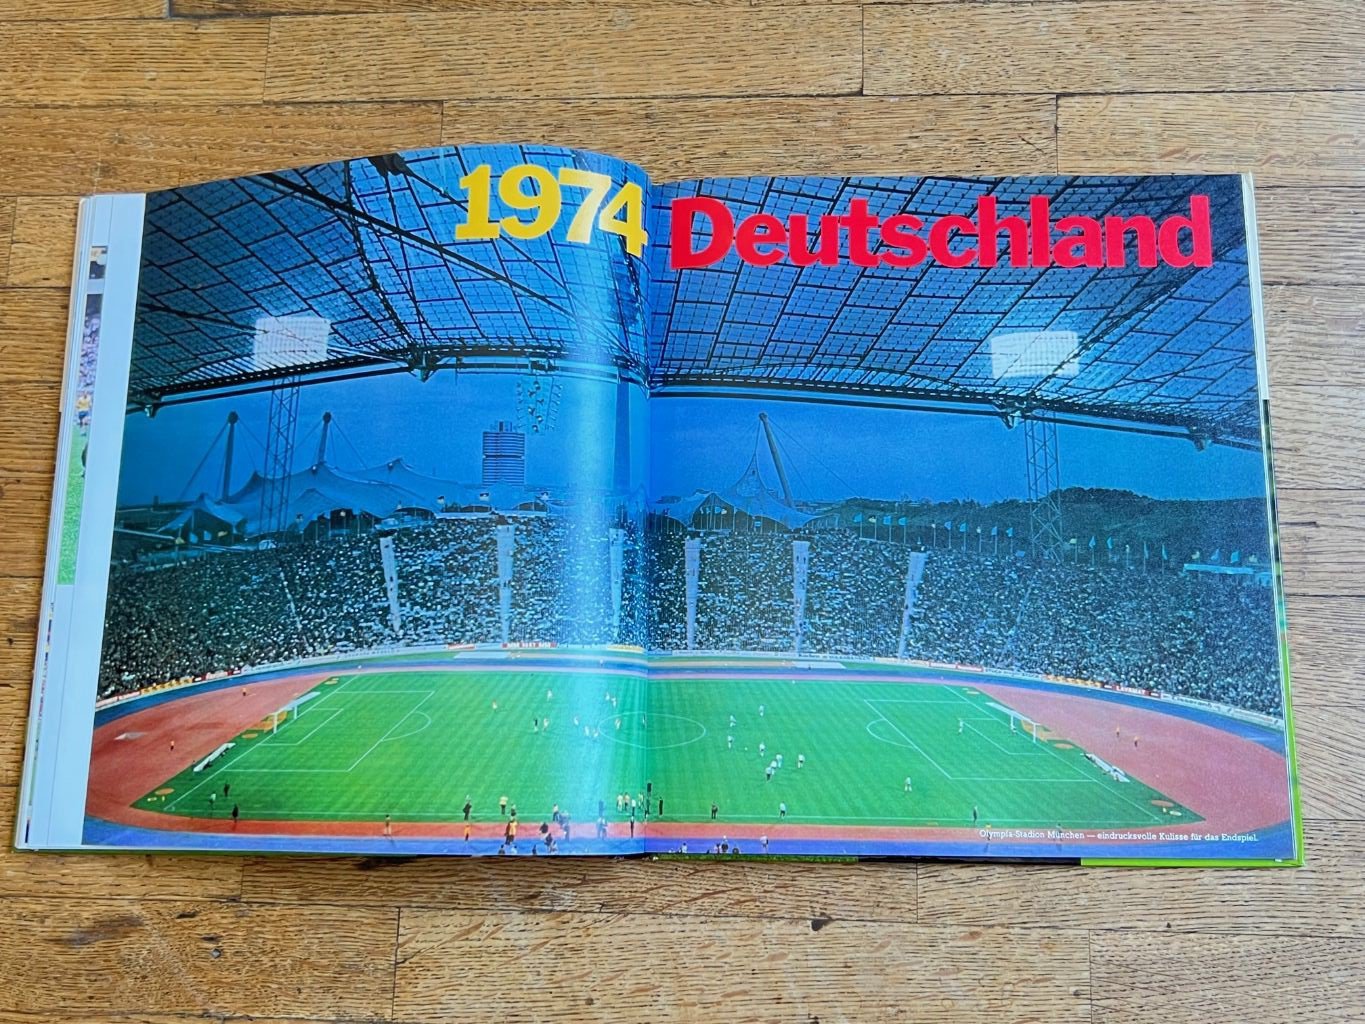 1974 Deutschland
Olympia-Stadion München — eindrucksvolle Kulisse für das Endspiel.